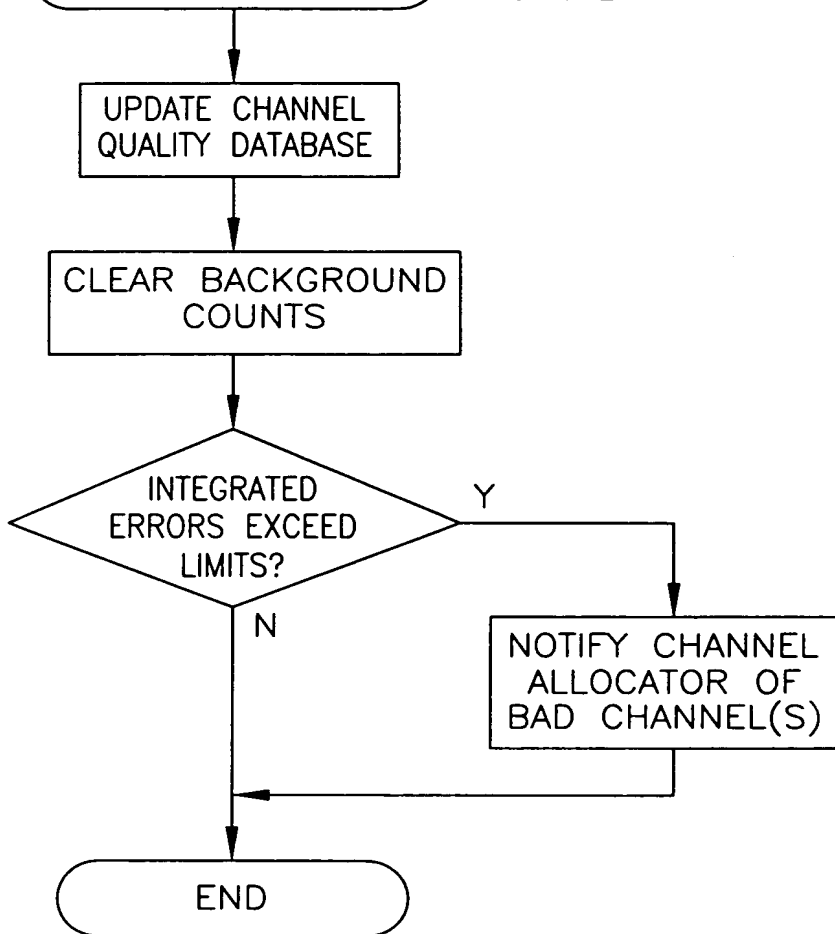 UPDATE CHANNEL
QUALITY DATABASE
CLEAR BACKGROUND
COUNTS
INTEGRATED
ERRORS EXCEED
LIMITS?
Y
N
NOTIFY CHANNEL
ALLOCATOR OF
BAD CHANNEL(S)
END